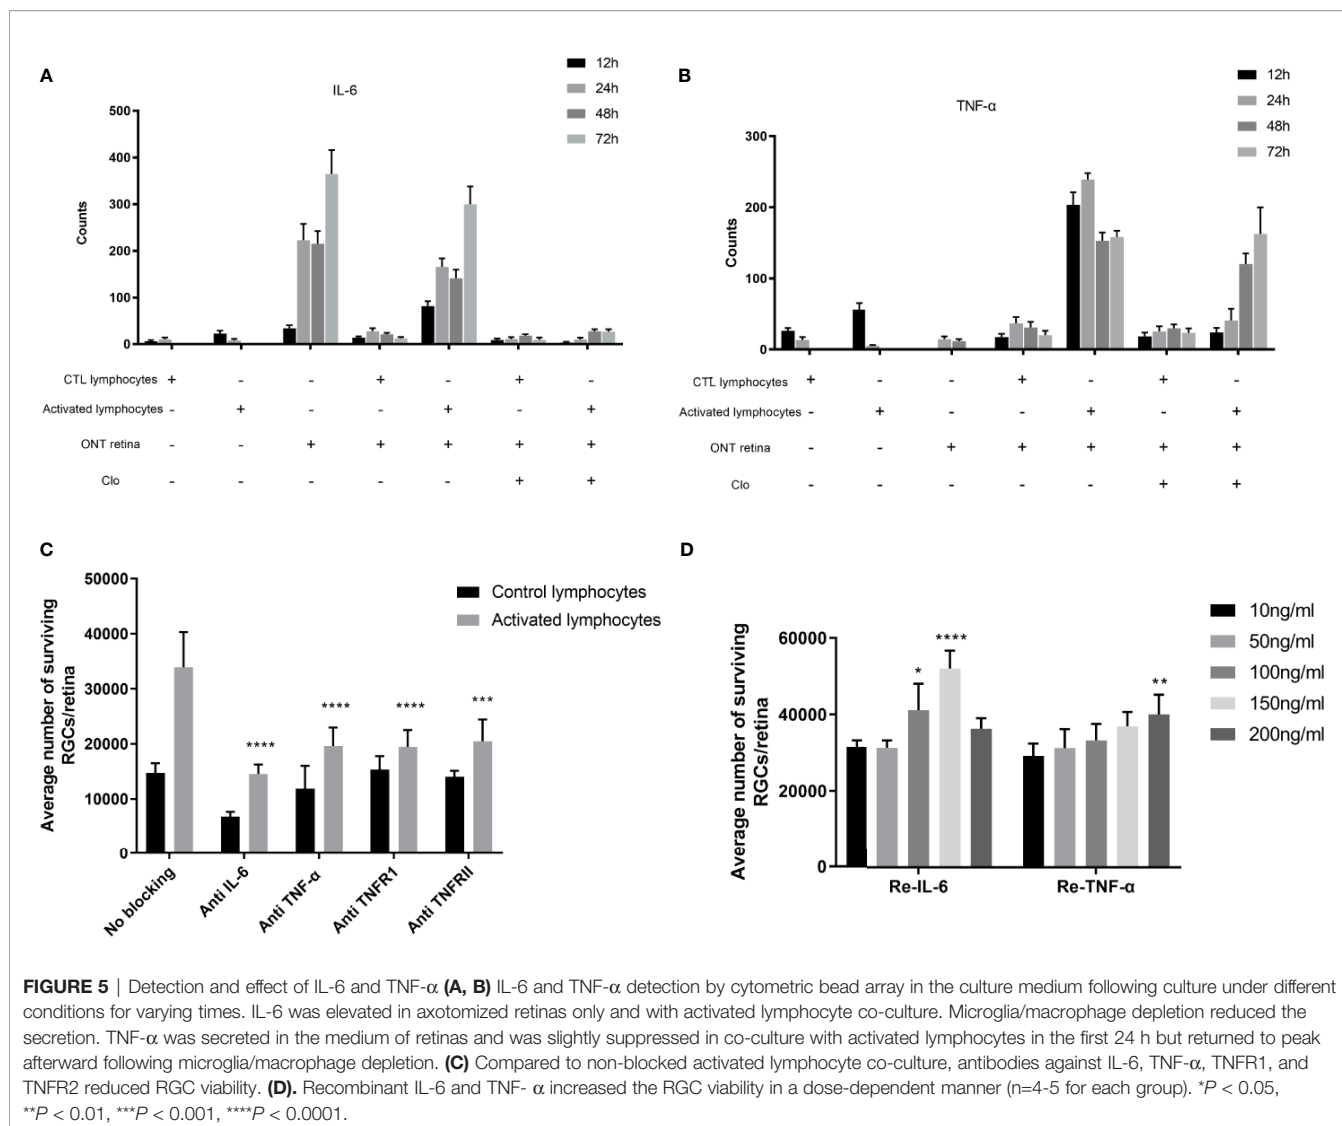 A
IL-6
12h
24h
48h
72h
500
400
300
200
100
0
Counts
CTL lymphocytes + - - + - + -
Activated lymphocytes - + - - + - +
ONT retina - - + + + + +
Clo - - - - - + +
B
TNF-α
12h
24h
48h
72h
300
200
100
0
Counts
CTL lymphocytes + - - + - + -
Activated lymphocytes - + - - + - +
ONT retina - - + + + + +
Clo - - - - - + +
C
Control lymphocytes
Activated lymphocytes
50000
40000
30000
20000
10000
0
Average number of surviving
RGCs/retina
**** **** **** ***
No blocking
Anti IL-6
Anti TNF-α
Anti TNFR1
Anti TNFRII
D
10ng/ml
50ng/ml
100ng/ml
150ng/ml
200ng/ml
60000
40000
20000
0
Average number of surviving
RGCs/retina
* **** **
Re-IL-6
Re-TNF-α
FIGURE 5 | Detection and effect of IL-6 and TNF-α (A, B) IL-6 and TNF-α detection by cytometric bead array in the culture medium following culture under different
conditions for varying times. IL-6 was elevated in axotomized retinas only and with activated lymphocyte co-culture. Microglia/macrophage depletion reduced the
secretion. TNF-α was secreted in the medium of retinas and was slightly suppressed in co-culture with activated lymphocytes in the first 24 h but returned to peak
afterward following microglia/macrophage depletion. (C) Compared to non-blocked activated lymphocyte co-culture, antibodies against IL-6, TNF-α, TNFR1, and
TNFR2 reduced RGC viability. (D). Recombinant IL-6 and TNF- α increased the RGC viability in a dose-dependent manner (n=4-5 for each group). *P < 0.05,
**P < 0.01, ***P < 0.001, ****P < 0.0001.